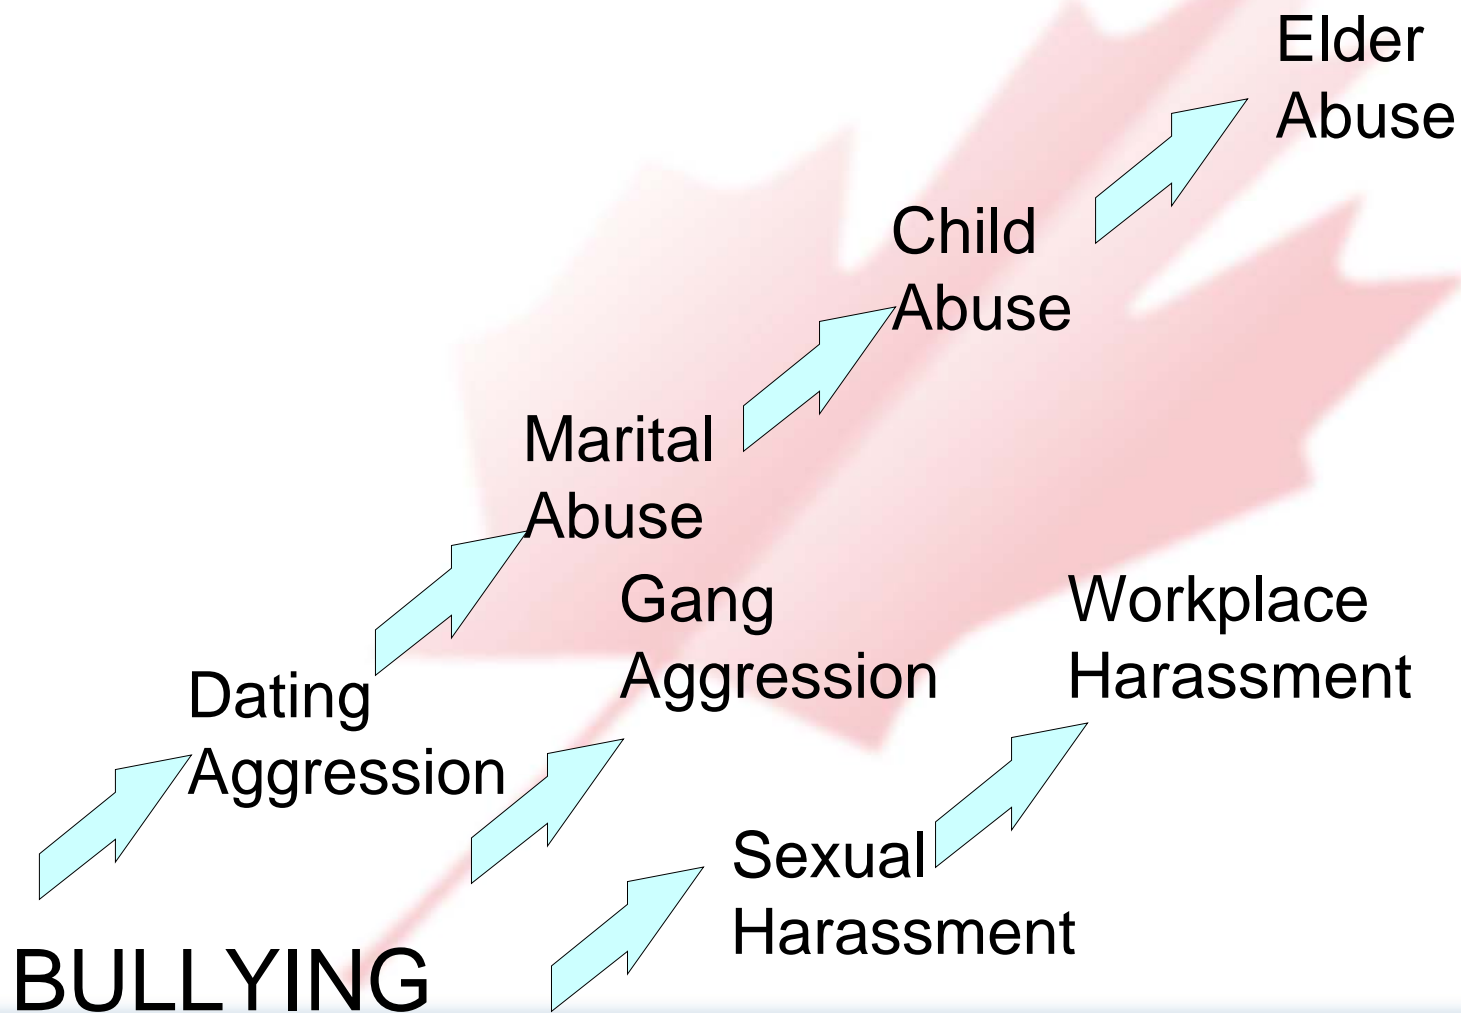 Elder
Abuse
Child
Abuse
Marital
Abuse
Gang
Aggression
Workplace
Harassment
Dating
Aggression
Sexual
Harassment
BULLYING